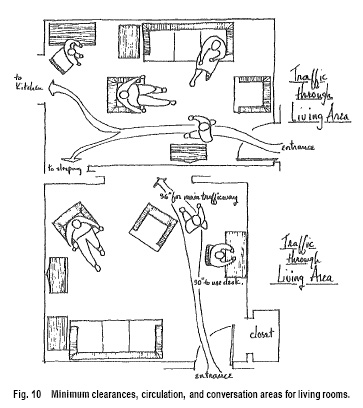 to
Kitchen
Traffic
through
Living Area
entrance
to sleeping
36" for main trafficway
Traffic
through
Living Area
30" to use desk.
closet
entrance
Fig. 10 Minimum clearances, circulation, and conversation areas for living rooms.